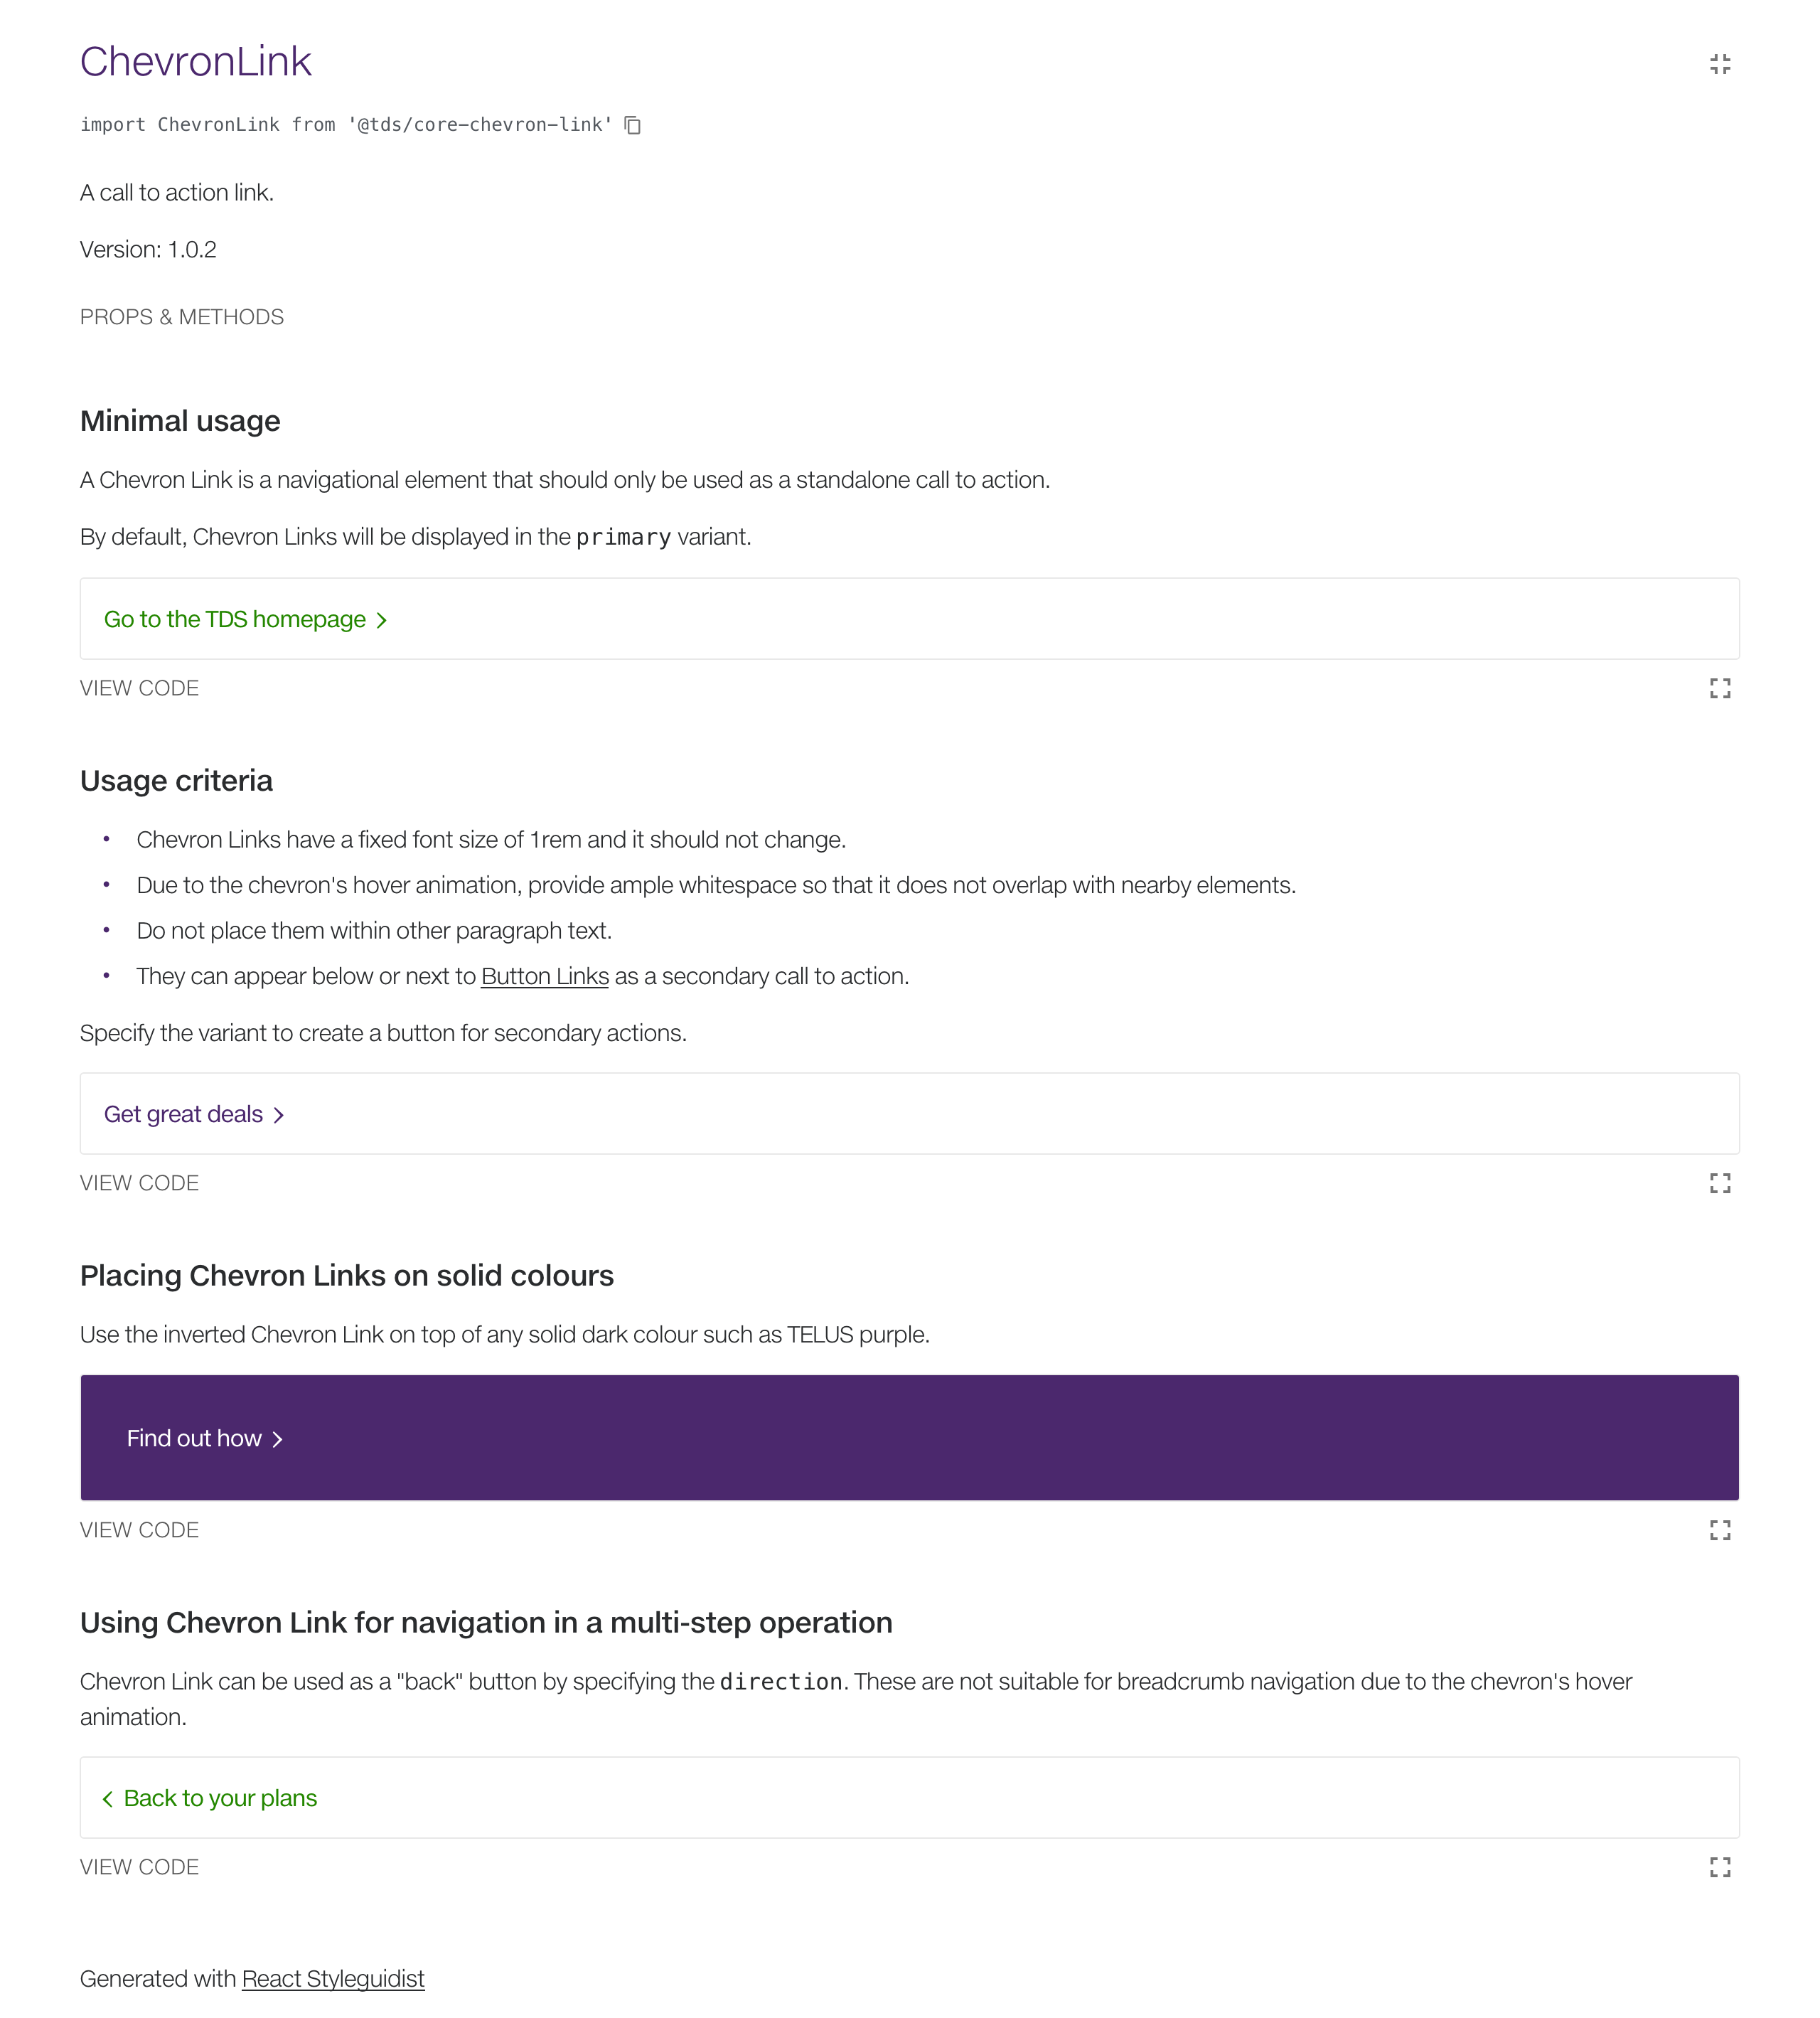 ChevronLink
import ChevronLink from '@tds/core-chevron-link'
A call to action link.
Version: 1.0.2
PROPS & METHODS
Minimal usage
A Chevron Link is a navigational element that should only be used as a standalone call to action.
By default, Chevron Links will be displayed in the primary variant.
Go to the TDS homepage
VIEW CODE
Usage criteria
• Chevron Links have a fixed font size of 1rem and it should not change.
• Due to the chevron's hover animation, provide ample whitespace so that it does not overlap with nearby elements.
• Do not place them within other paragraph text.
• They can appear below or next to Button Links as a secondary call to action.
Specify the variant to create a button for secondary actions.
Get great deals
VIEW CODE
Placing Chevron Links on solid colours
Use the inverted Chevron Link on top of any solid dark colour such as TELUS purple.
Find out how
VIEW CODE
Using Chevron Link for navigation in a multi-step operation
Chevron Link can be used as a "back" button by specifying the direction. These are not suitable for breadcrumb navigation due to the chevron's hover
animation.
Back to your plans
VIEW CODE
Generated with React Styleguidist